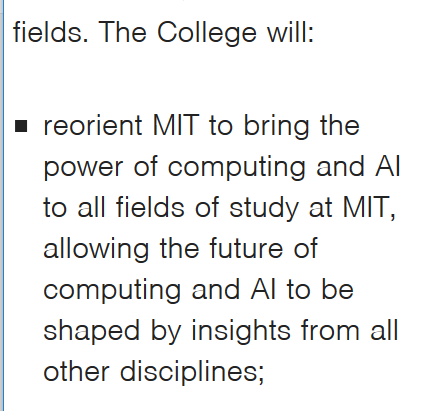 fields. The College will:
▪ reorient MIT to bring the
power of computing and AI
to all fields of study at MIT,
allowing the future of
computing and AI to be
shaped by insights from all
other disciplines;